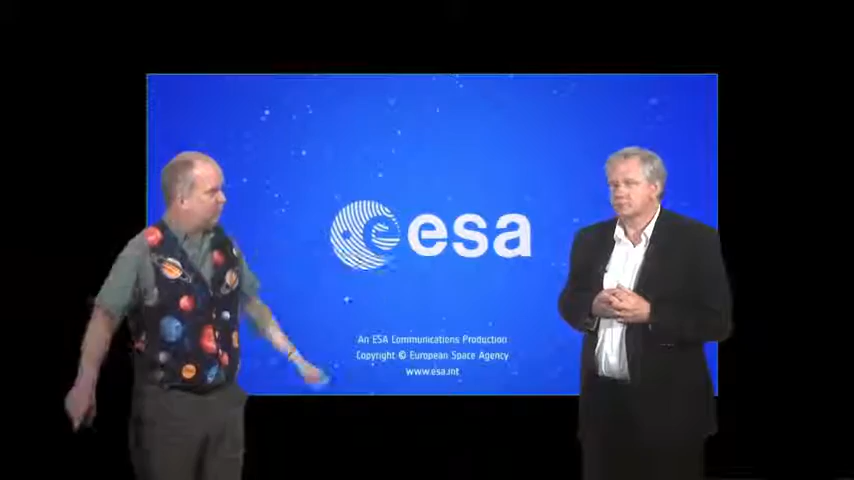 esa
An ESA Communications Production
Copyright © European Space Agency
www.esa.int